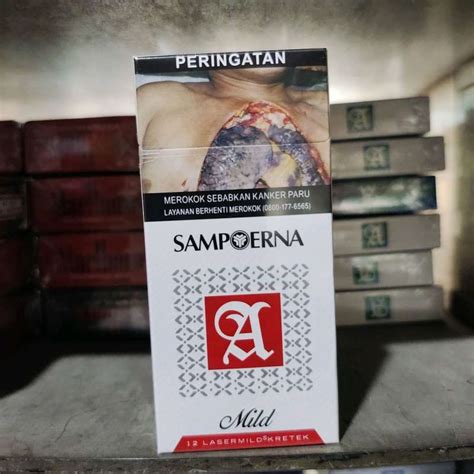 PERINGATAN
MEROKOK SEBABKAN KANKER PARU
LAYANAN BERHENTI MEROKOK (0800-177-6565)
SAMPOERNA
A
Mild
12 LASERMILD® KRETEK
A
A
A